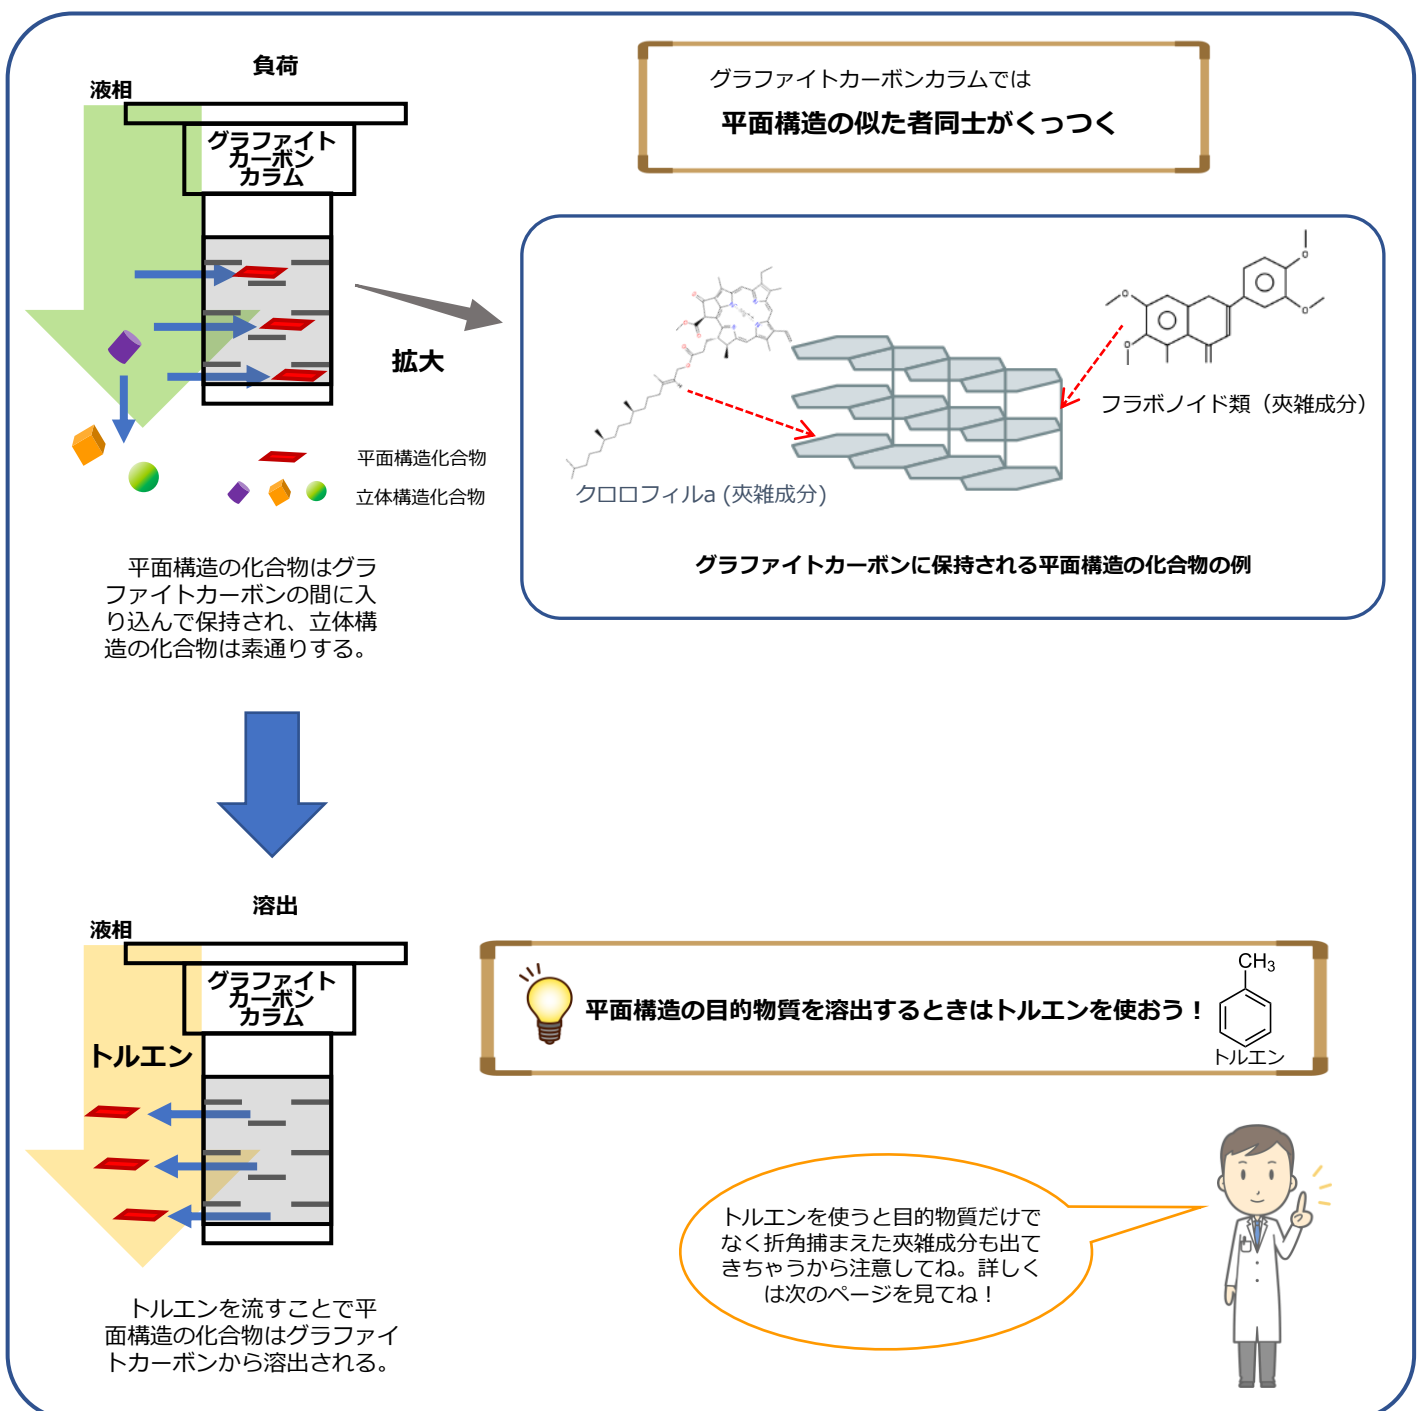 負荷
液相
グラファイト
カーボン
カラム
グラファイトカーボンカラムでは
平面構造の似た者同士がくっつく
拡大
平面構造化合物
立体構造化合物
フラボノイド類（夾雑成分）
クロロフィルa (夾雑成分)
グラファイトカーボンに保持される平面構造の化合物の例
平面構造の化合物はグラ
ファイトカーボンの間に入
り込んで保持され、立体構
造の化合物は素通りする。
溶出
液相
グラファイト
カーボン
カラム
トルエン
平面構造の目的物質を溶出するときはトルエンを使おう！
CH₃
トルエン
トルエンを使うと目的物質だけで
なく折角捕まえた夾雑成分も出て
きちゃうから注意してね。詳しく
は次のページを見てね！
トルエンを流すことで平
面構造の化合物はグラファイ
トカーボンから溶出される。